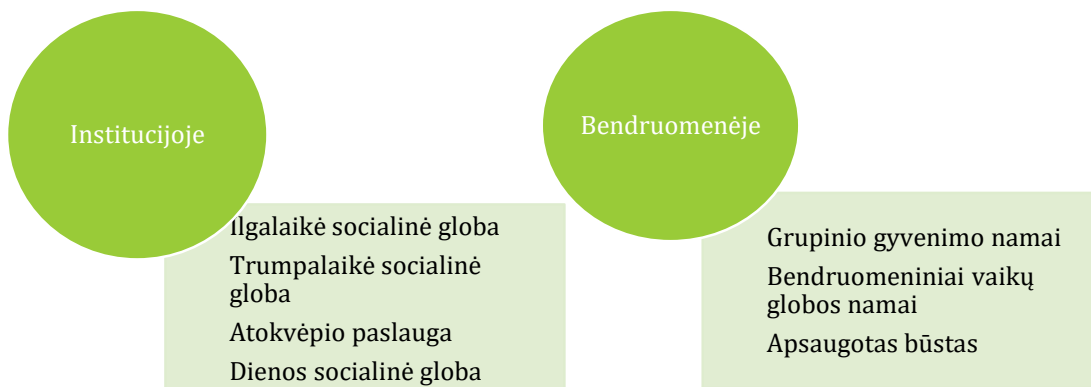 Institucijoje
Ilgalaikė socialinė globa
Trumpalaikė socialinė
globa
Atokvėpio paslauga
Dienos socialinė globa
Bendruomenėje
Grupinio gyvenimo namai
Bendruomeniniai vaikų
globos namai
Apsaugotas būstas